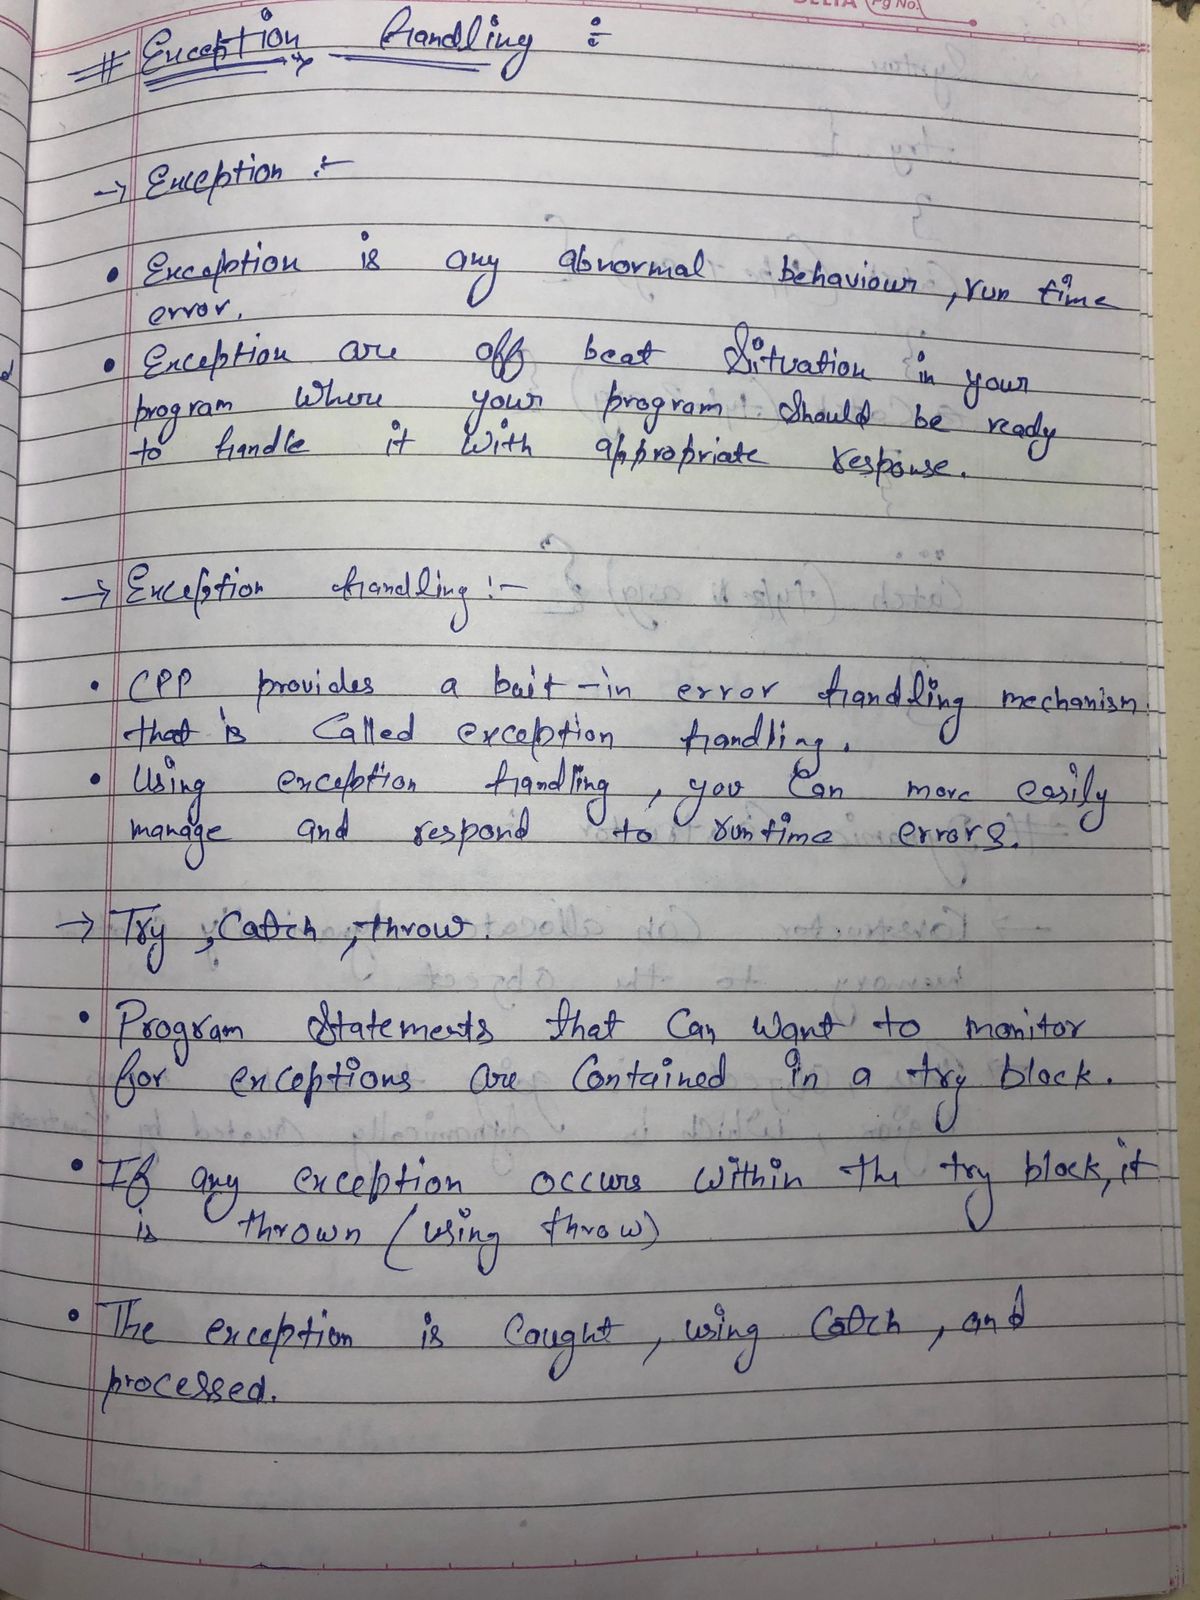 DELTA Pg No.
# Exception Handling :-
→ Exception :-
• Exception is any abnormal behaviour, run time
error.
• Exception are off beat Situation in your
program where your program should be ready
to handle it with appropriate response.
→ Exception Handling :-
• CPP provides a bait-in error handling mechanism
that is Called exception handling.
• Using exception handling, you Can more easily
manage and respond to runtime errors.
→ Try, Catch, throw.
• Program Statements that Can want to monitor
for exceptions are Contained in a try block.
• If any exception occurs within the try block, it
is thrown (using throw)
• The exception is Caught, using Catch, and
processed.